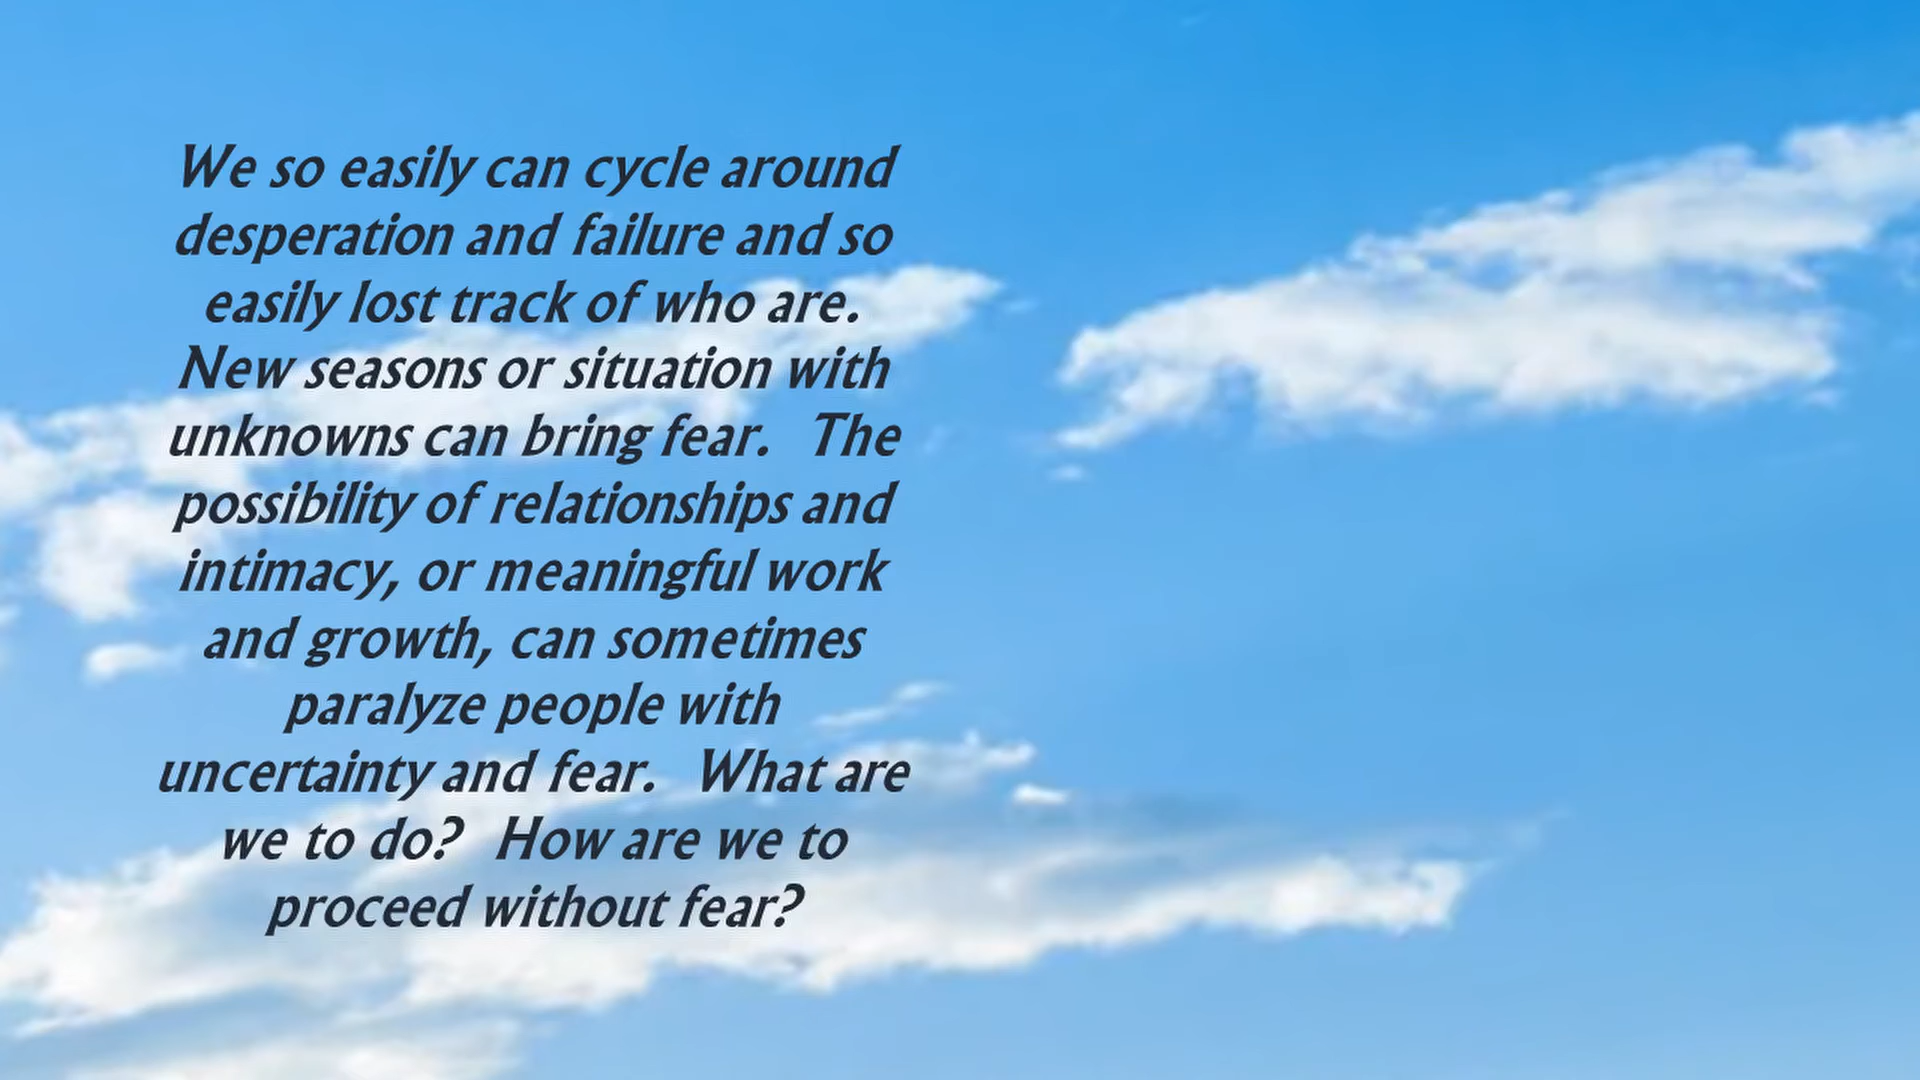 We so easily can cycle around
desperation and failure and so
easily lost track of who are.
New seasons or situation with
unknowns can bring fear.  The
possibility of relationships and
intimacy, or meaningful work
and growth, can sometimes
paralyze people with
uncertainty and fear.  What are
we to do?  How are we to
proceed without fear?